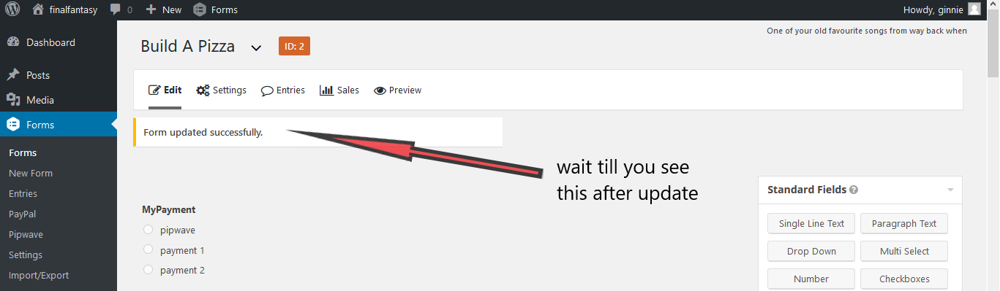 finalfantasy 0 New Forms Howdy, ginnie
One of your old favourite songs from way back when
Dashboard
Posts
Media
Forms
Forms
New Form
Entries
PayPal
Pipwave
Settings
Import/Export
Build A Pizza ID: 2
Edit Settings Entries Sales Preview
Form updated successfully.
wait till you see
this after update
MyPayment
pipwave
payment 1
payment 2
Standard Fields
Single Line Text Paragraph Text
Drop Down Multi Select
Number Checkboxes